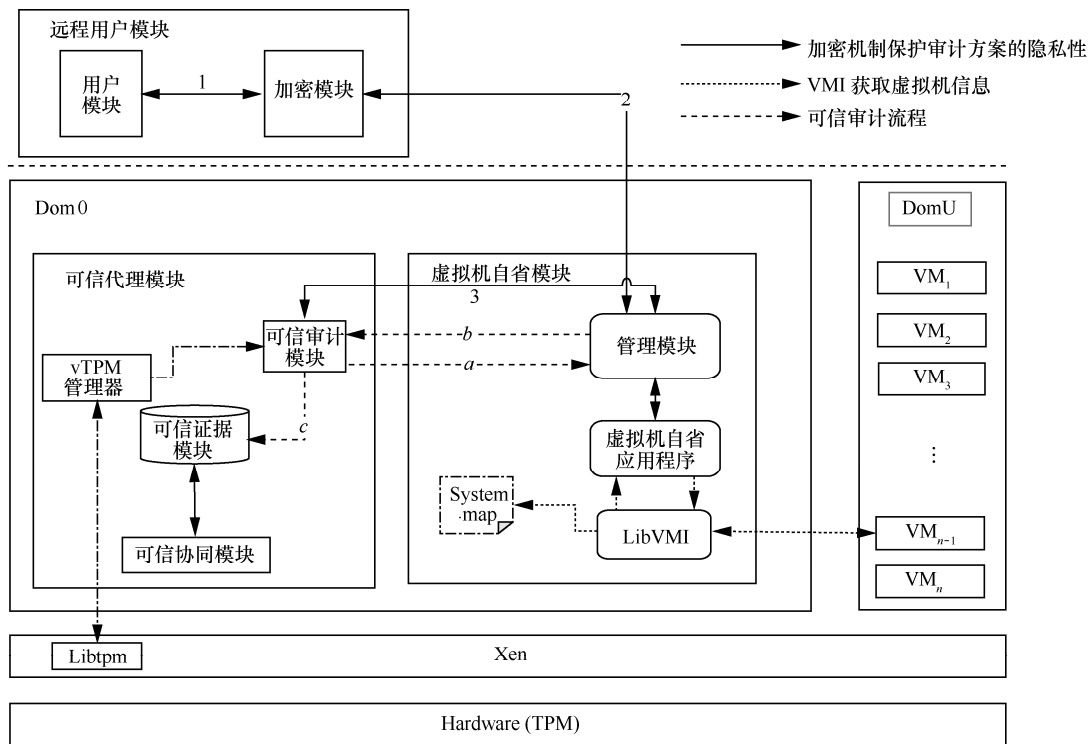 远程用户模块
用户
模块
1
加密模块
2
加密机制保护审计方案的隐私性
VMI 获取虚拟机信息
可信审计流程
Dom 0
DomU
可信代理模块
虚拟机自省模块
3
VM1
VM2
VM3
⋮
VMn−1
VMn
可信审计
模块
b
a
管理模块
vTPM
管理器
可信证据
模块
c
虚拟机自省
应用程序
System
.map
LibVMI
可信协同模块
Libtpm
Xen
Hardware (TPM)